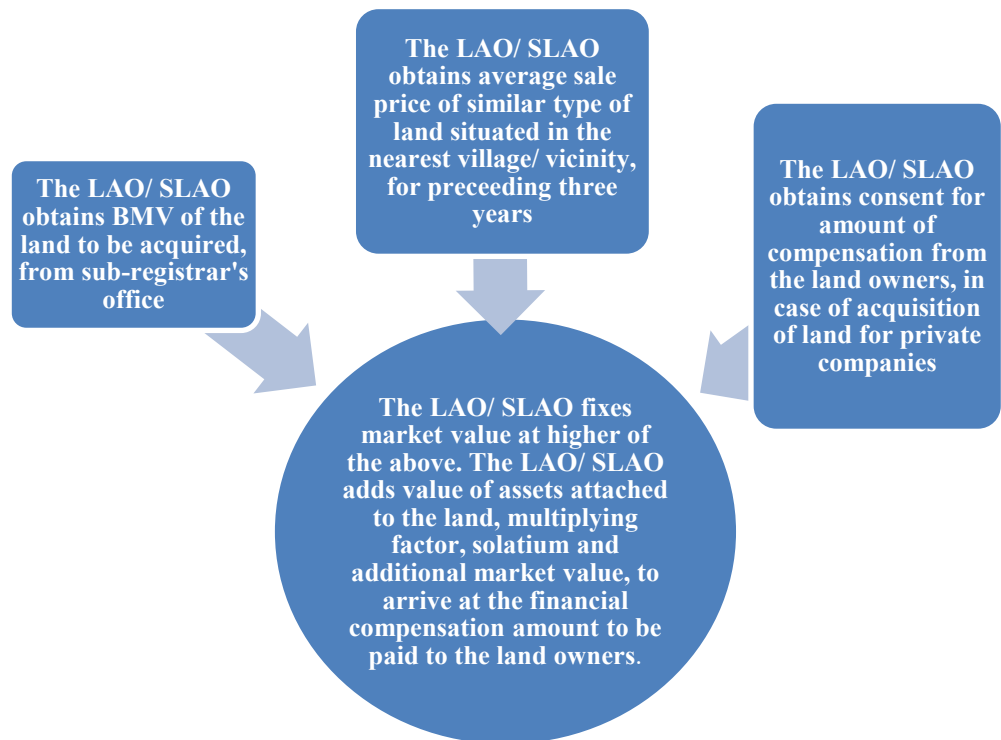 The LAO/ SLAO
obtains BMV of the
land to be acquired,
from sub-registrar's
office
The LAO/ SLAO
obtains average sale
price of similar type of
land situated in the
nearest village/ vicinity,
for preceeding three
years
The LAO/ SLAO
obtains consent for
amount of
compensation from
the land owners, in
case of acquisition
of land for private
companies
The LAO/ SLAO fixes
market value at higher of
the above. The LAO/ SLAO
adds value of assets attached
to the land, multiplying
factor, solatium and
additional market value, to
arrive at the financial
compensation amount to be
paid to the land owners.